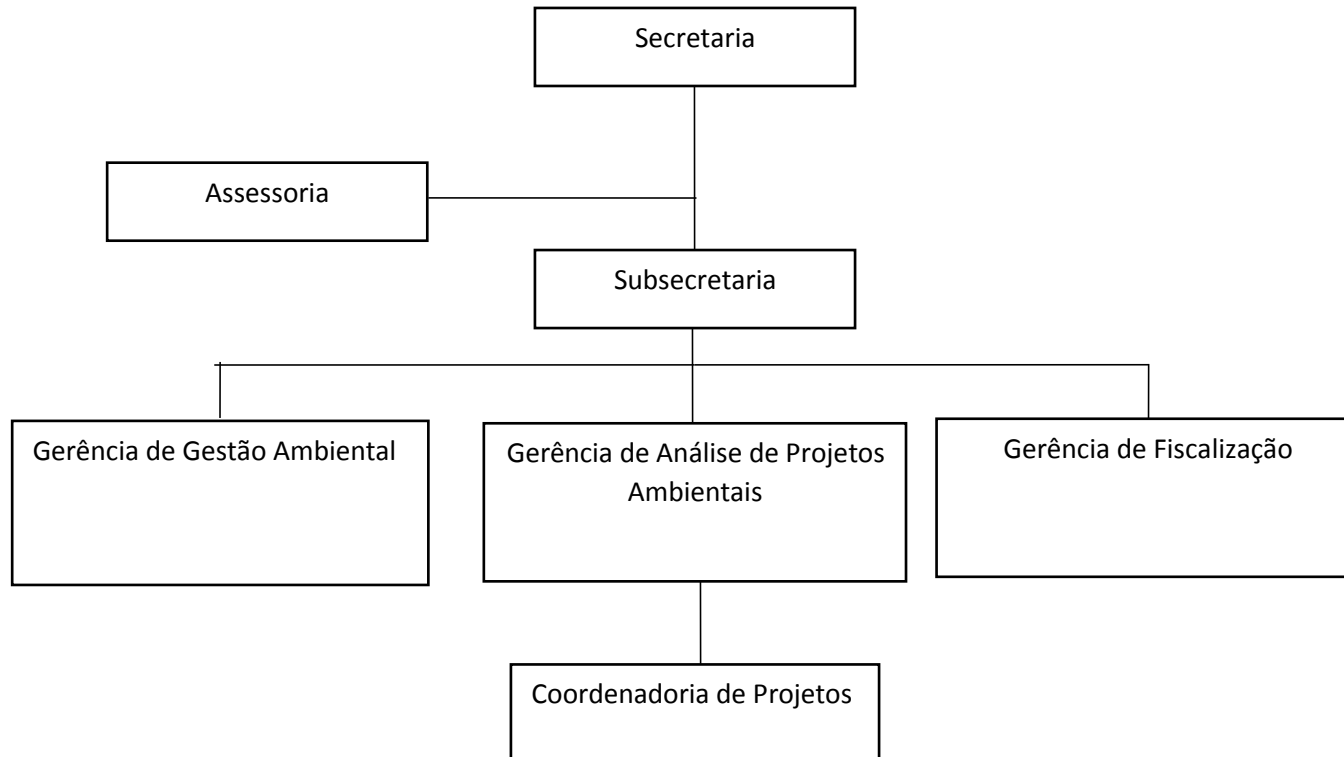 Secretaria
Assessoria
Subsecretaria
Gerência de Gestão Ambiental
Gerência de Análise de Projetos
Ambientais
Gerência de Fiscalização
Coordenadoria de Projetos